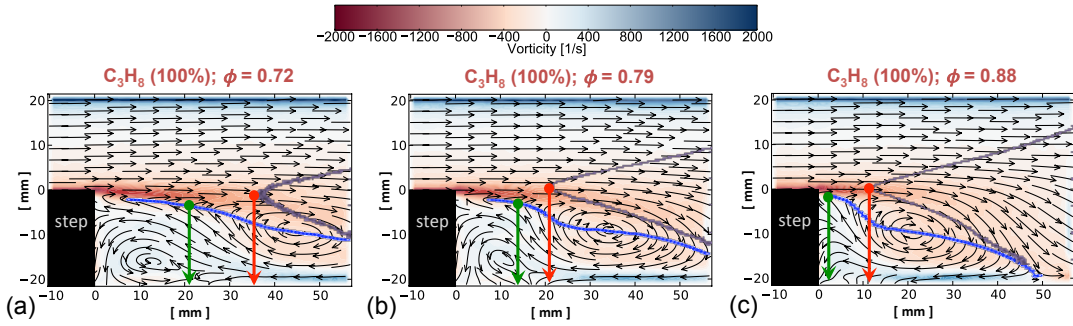 −2000−1600−1200 −800 −400 0 400 800 1200 1600 2000
Vorticity [1/s]
C₃H₈ (100%); ϕ = 0.72
C₃H₈ (100%); ϕ = 0.79
C₃H₈ (100%); ϕ = 0.88
20
10
0
−10
−20
[ mm ]
step
−10 0 10 20 30 40 50
[ mm ]
(a)
20
10
0
−10
−20
[ mm ]
step
−10 0 10 20 30 40 50
[ mm ]
(b)
20
10
0
−10
−20
[ mm ]
step
−10 0 10 20 30 40 50
[ mm ]
(c)